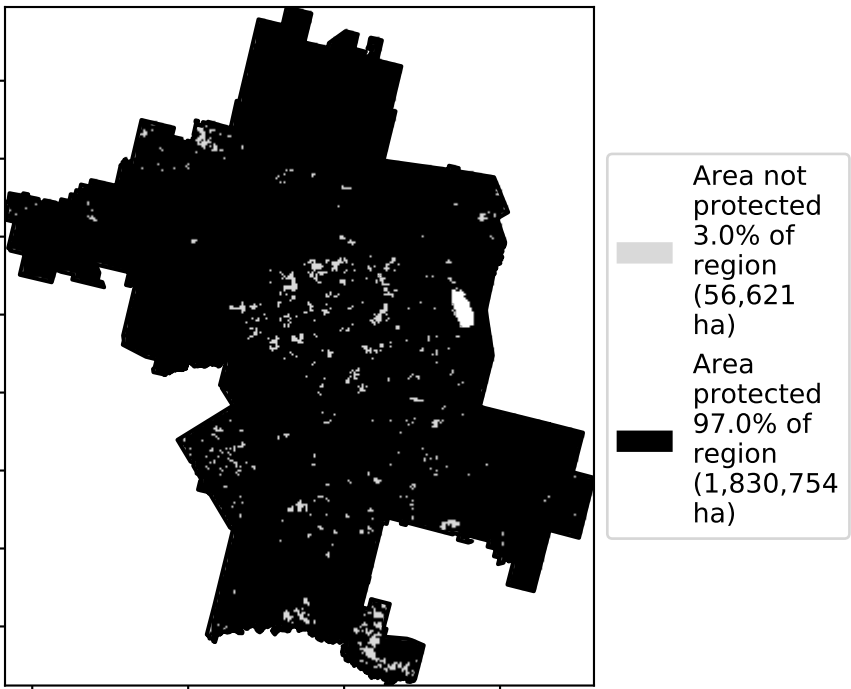 Area not
protected
3.0% of
region
(56,621
ha)
Area
protected
97.0% of
region
(1,830,754
ha)